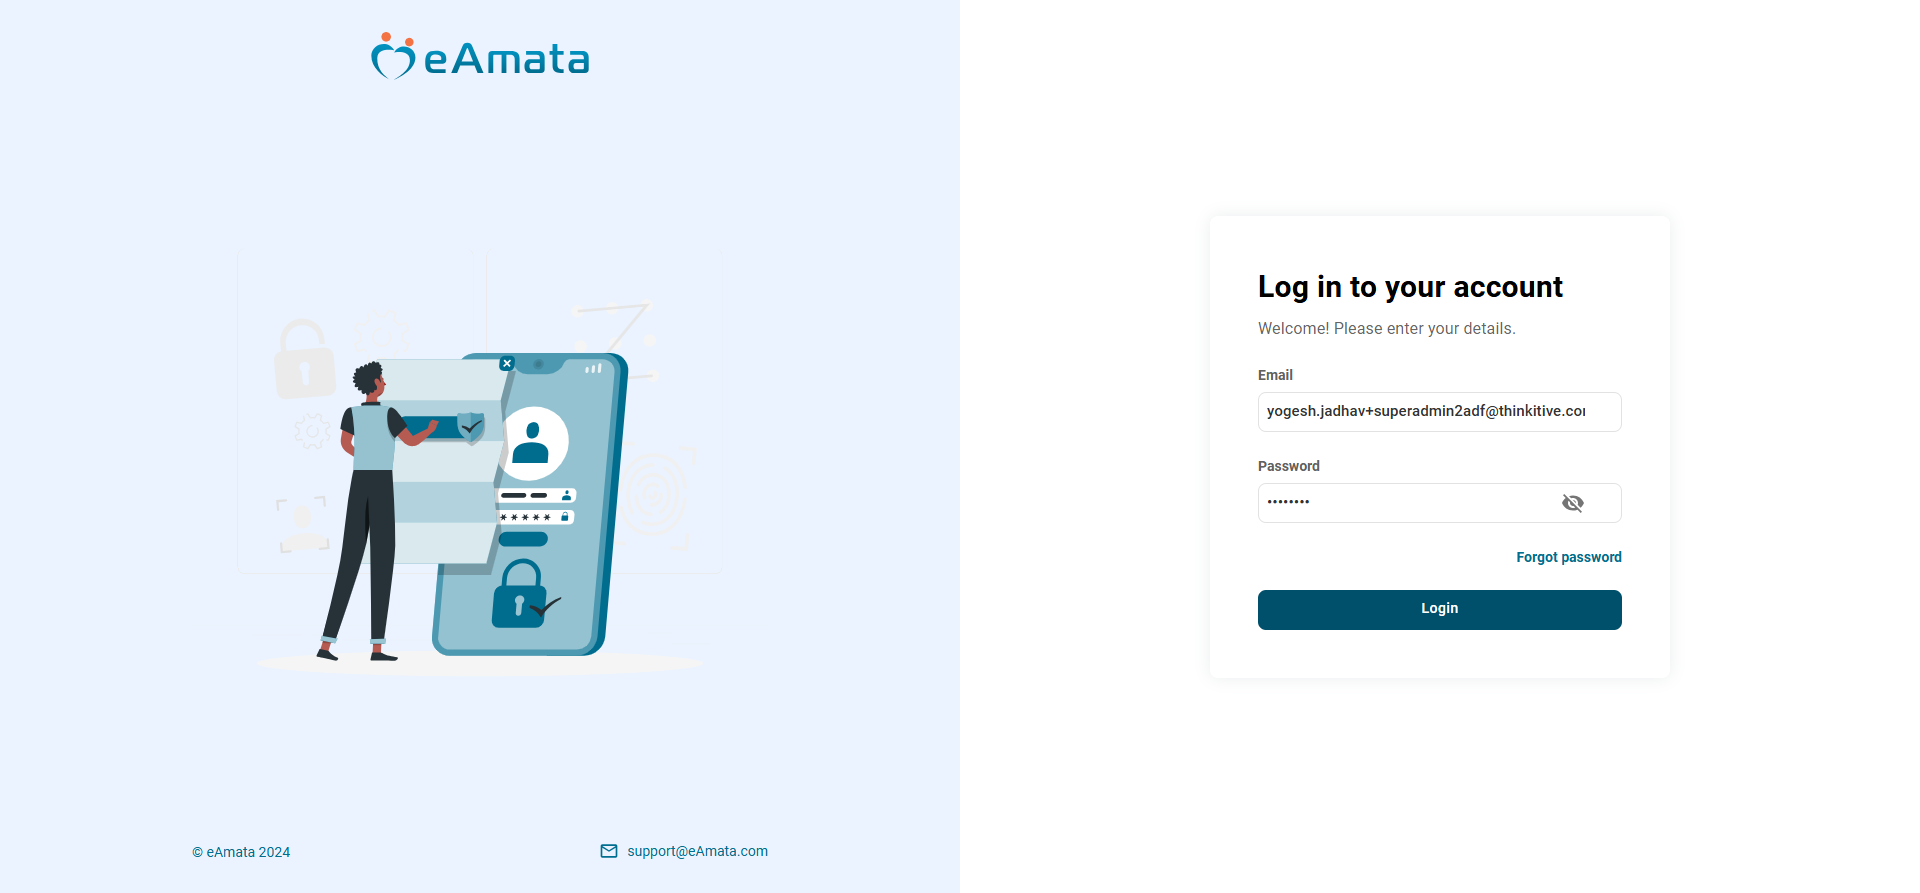 eAmata
© eAmata 2024
support@eAmata.com
Log in to your account
Welcome! Please enter your details.
Email
yogesh.jadhav+superadmin2adf@thinkitive.co
Password
••••••••
Forgot password
Login